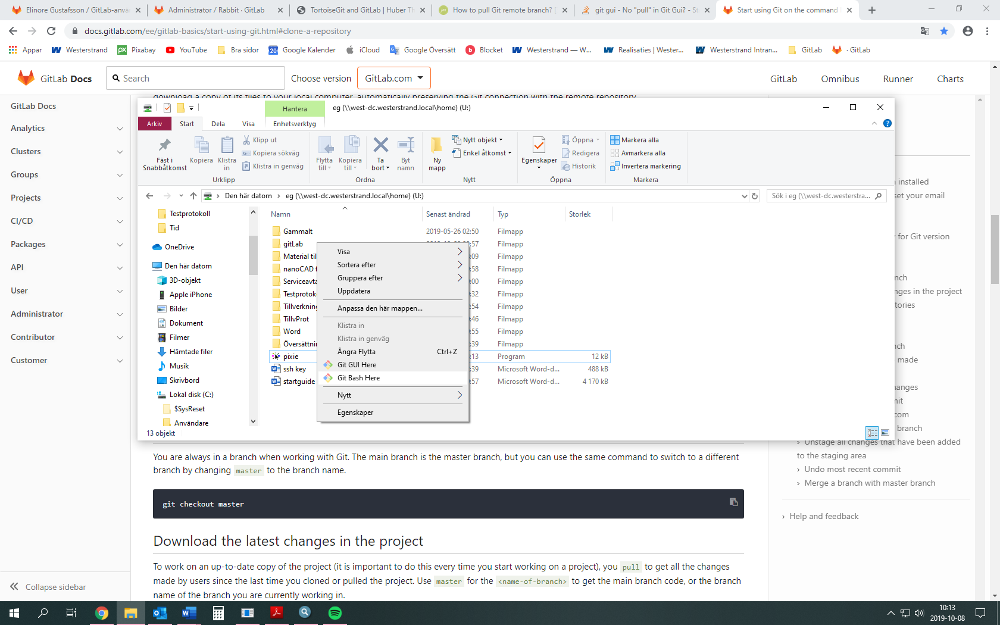 Elinore Gustafsson / GitLab-anvä
Administrator / Rabbit · GitLab
TortoiseGit and GitLab | Huber Th
How to pull Git remote branch? [
git gui - No "pull" in Git Gui? - St
Start using Git on the command
docs.gitlab.com/ee/gitlab-basics/start-using-git.html#clone-a-repository
Appar
Westerstrand
Pixabay
YouTube
Bra sidor
Google Kalender
iCloud
Google Översätt
Blocket
Westerstrand — W...
Realisaties | Wester...
Westerstrand Intran...
GitLab
· GitLab
GitLab Docs
Search
Choose version
GitLab.com
GitLab
Omnibus
Runner
Charts
download a copy of its files to your local computer, automatically preserving the Git connection with the remote repository.
GitLab Docs
Analytics
Clusters
Groups
Projects
CI/CD
Packages
API
User
Administrator
Contributor
Customer
Collapse sidebar
Hantera
eg (\\west-dc.westerstrand.local\home) (U:)
Arkiv
Start
Dela
Visa
Enhetsverktyg
Fäst i
Snabbåtkomst
Kopiera
Klistra
in
Klipp ut
Kopiera sökväg
Klistra in genväg
Urklipp
Flytta
till
Kopiera
till
Ta
bort
Byt
namn
Ordna
Ny
mapp
Nytt objekt
Enkel åtkomst
Nytt
Egenskaper
Öppna
Redigera
Historik
Öppna
Markera alla
Avmarkera alla
Invertera markering
Markera
Den här datorn
eg (\\west-dc.westerstrand.local\home) (U:)
Sök i eg (\\west-dc.westerstra...
Testprotokoll
Tid
OneDrive
Den här datorn
3D-objekt
Apple iPhone
Bilder
Dokument
Filmer
Hämtade filer
Musik
Skrivbord
Lokal disk (C:)
$SysReset
Användare
13 objekt
Namn
Senast ändrad
Typ
Storlek
Gammalt 2019-05-26 02:50 Filmapp
gitLab :57 Filmapp
Material til :09 Filmapp
nanoCAD f :58 Filmapp
Serviceavta :00 Filmapp
Testprotok :32 Filmapp
Tillverkning :54 Filmapp
TillvProt :46 Filmapp
Word :55 Filmapp
Översättnin :39 Filmapp
pixie :13 Program 12 kB
ssh key :39 Microsoft Word-d... 488 kB
startguide :57 Microsoft Word-d... 4 170 kB
Visa
Sortera efter
Gruppera efter
Uppdatera
Anpassa den här mappen...
Klistra in
Klistra in genväg
Ångra Flytta Ctrl+Z
Git GUI Here
Git Bash Here
Nytt
Egenskaper
installed
set your email
for Git version
nch
nges in the project
tories
nch
made
hanges
mit
com
branch
Unstage all changes that have been added
to the staging area
Undo most recent commit
Merge a branch with master branch
Help and feedback
You are always in a branch when working with Git. The main branch is the master branch, but you can use the same command to switch to a different
branch by changing master to the branch name.
git checkout master
Download the latest changes in the project
To work on an up-to-date copy of the project (it is important to do this every time you start working on a project), you pull to get all the changes
made by users since the last time you cloned or pulled the project. Use master for the <name-of-branch> to get the main branch code, or the branch
name of the branch you are currently working in.
10:13
2019-10-08